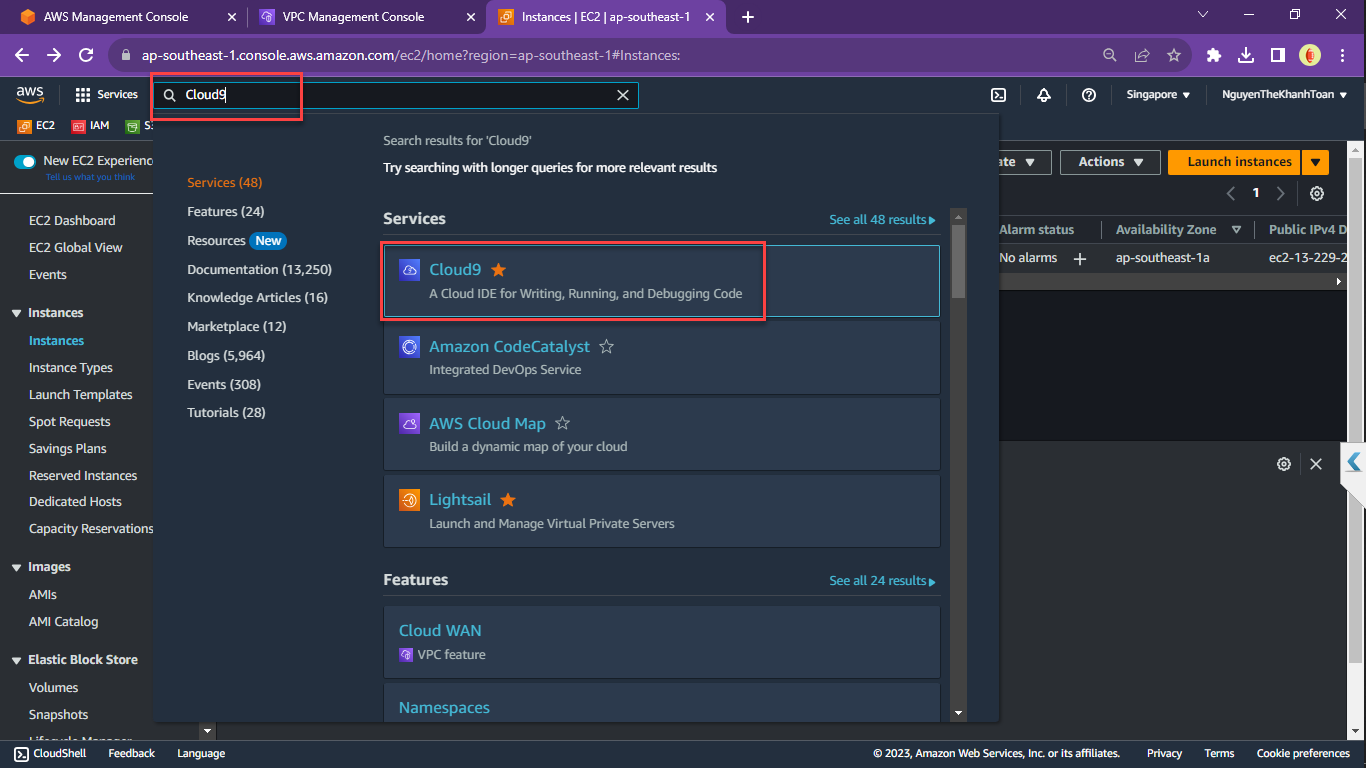 AWS Management Console
VPC Management Console
Instances | EC2 | ap-southeast-1
ap-southeast-1.console.aws.amazon.com/ec2/home?region=ap-southeast-1#Instances:
aws
Services
Cloud9
Singapore
NguyenTheKhanhToan
EC2
IAM
New EC2 Experience
Tell us what you think
EC2 Dashboard
EC2 Global View
Events
Instances
Instances
Instance Types
Launch Templates
Spot Requests
Savings Plans
Reserved Instances
Dedicated Hosts
Capacity Reservations
Images
AMIs
AMI Catalog
Elastic Block Store
Volumes
Snapshots
Lifecycle Manager
Services (48)
Features (24)
Resources New
Documentation (13,250)
Knowledge Articles (16)
Marketplace (12)
Blogs (5,964)
Events (308)
Tutorials (28)
Search results for 'Cloud9'
Try searching with longer queries for more relevant results
Services
See all 48 results
Cloud9
A Cloud IDE for Writing, Running, and Debugging Code
Amazon CodeCatalyst
Integrated DevOps Service
AWS Cloud Map
Build a dynamic map of your cloud
Lightsail
Launch and Manage Virtual Private Servers
Features
See all 24 results
Cloud WAN
VPC feature
Namespaces
ate
Actions
Launch instances
1
Alarm status
Availability Zone
Public IPv4 D
No alarms
ap-southeast-1a
ec2-13-229-2
CloudShell
Feedback
Language
© 2023, Amazon Web Services, Inc. or its affiliates.
Privacy
Terms
Cookie preferences